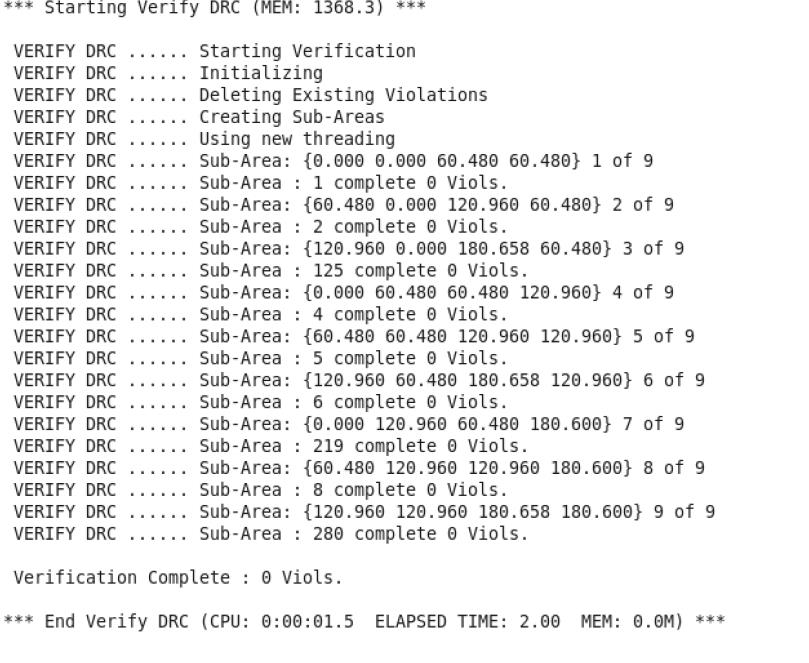 *** Starting Verify DRC (MEM: 1368.3) ***
VERIFY DRC ...... Starting Verification
VERIFY DRC ...... Initializing
VERIFY DRC ...... Deleting Existing Violations
VERIFY DRC ...... Creating Sub-Areas
VERIFY DRC ...... Using new threading
VERIFY DRC ...... Sub-Area: {0.000 0.000 60.480 60.480} 1 of 9
VERIFY DRC ...... Sub-Area : 1 complete 0 Viols.
VERIFY DRC ...... Sub-Area: {60.480 0.000 120.960 60.480} 2 of 9
VERIFY DRC ...... Sub-Area : 2 complete 0 Viols.
VERIFY DRC ...... Sub-Area: {120.960 0.000 180.658 60.480} 3 of 9
VERIFY DRC ...... Sub-Area : 125 complete 0 Viols.
VERIFY DRC ...... Sub-Area: {0.000 60.480 60.480 120.960} 4 of 9
VERIFY DRC ...... Sub-Area : 4 complete 0 Viols.
VERIFY DRC ...... Sub-Area: {60.480 60.480 120.960 120.960} 5 of 9
VERIFY DRC ...... Sub-Area : 5 complete 0 Viols.
VERIFY DRC ...... Sub-Area: {120.960 60.480 180.658 120.960} 6 of 9
VERIFY DRC ...... Sub-Area : 6 complete 0 Viols.
VERIFY DRC ...... Sub-Area: {0.000 120.960 60.480 180.600} 7 of 9
VERIFY DRC ...... Sub-Area : 219 complete 0 Viols.
VERIFY DRC ...... Sub-Area: {60.480 120.960 120.960 180.600} 8 of 9
VERIFY DRC ...... Sub-Area : 8 complete 0 Viols.
VERIFY DRC ...... Sub-Area: {120.960 120.960 180.658 180.600} 9 of 9
VERIFY DRC ...... Sub-Area : 280 complete 0 Viols.
Verification Complete : 0 Viols.
*** End Verify DRC (CPU: 0:00:01.5  ELAPSED TIME: 2.00  MEM: 0.0M) ***